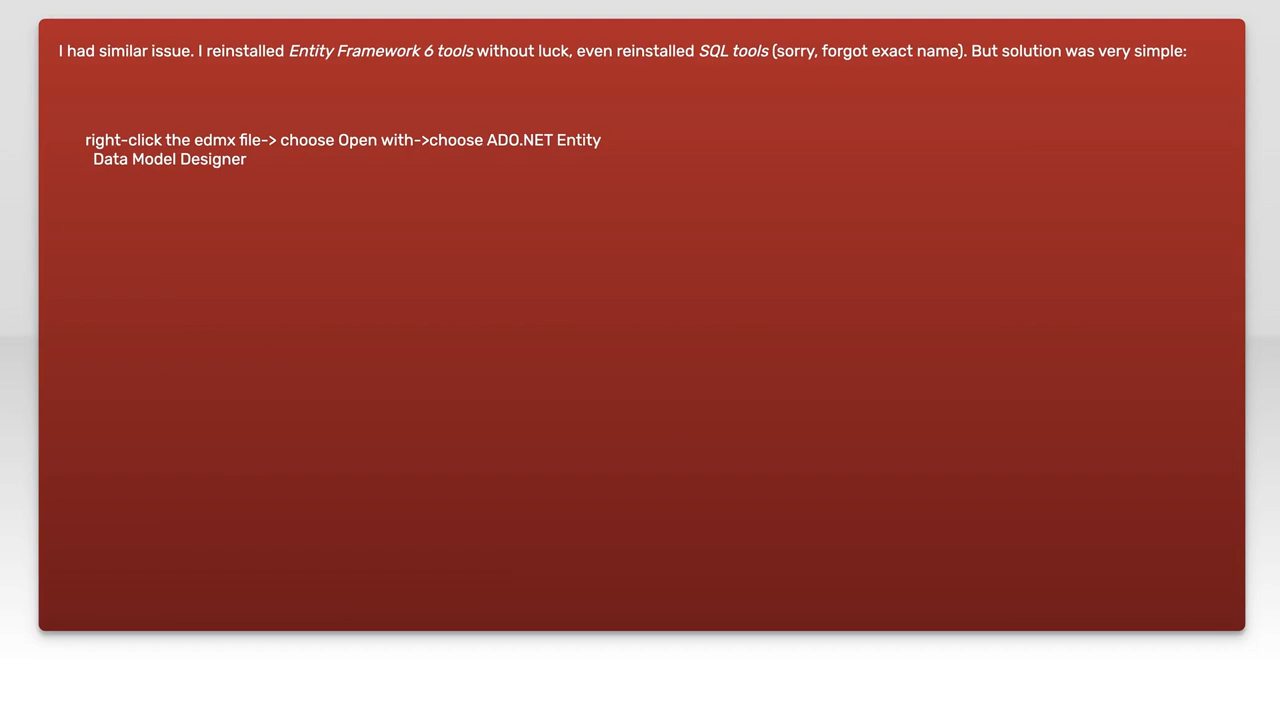 I had similar issue. I reinstalled Entity Framework 6 tools without luck, even reinstalled SQL tools (sorry, forgot exact name). But solution was very simple:
right-click the edmx file-> choose Open with->choose ADO.NET Entity
Data Model Designer